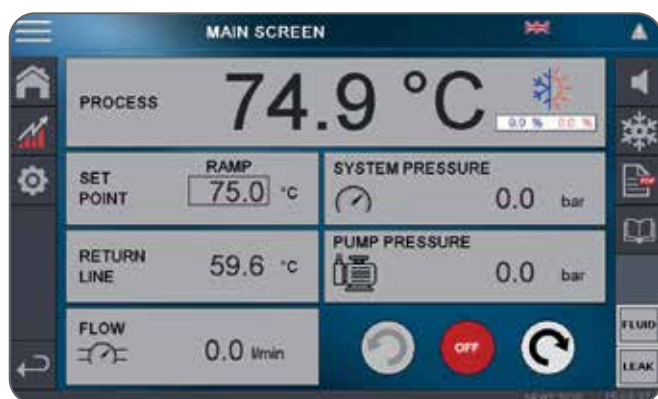 MAIN SCREEN
PROCESS 74.9 °C
0.0 % 0.0 %
SET POINT
RAMP
75.0 °C
SYSTEM PRESSURE
0.0 bar
RETURN LINE
59.6 °C
PUMP PRESSURE
0.0 bar
FLOW
0.0 l/min
OFF
PDF
FLUID
LEAK